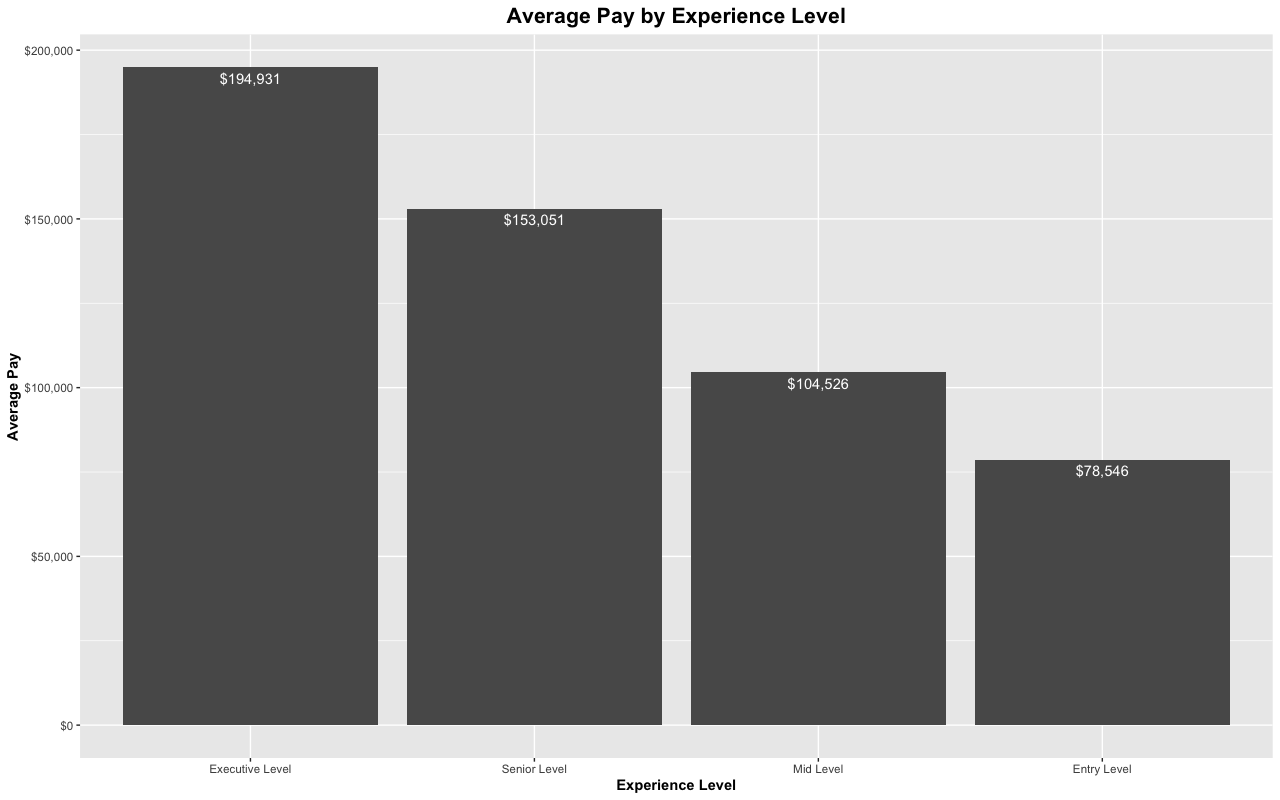 Average Pay by Experience Level
Average Pay
$200,000
$150,000
$100,000
$50,000
$0
$194,931
$153,051
$104,526
$78,546
Executive Level
Senior Level
Mid Level
Entry Level
Experience Level